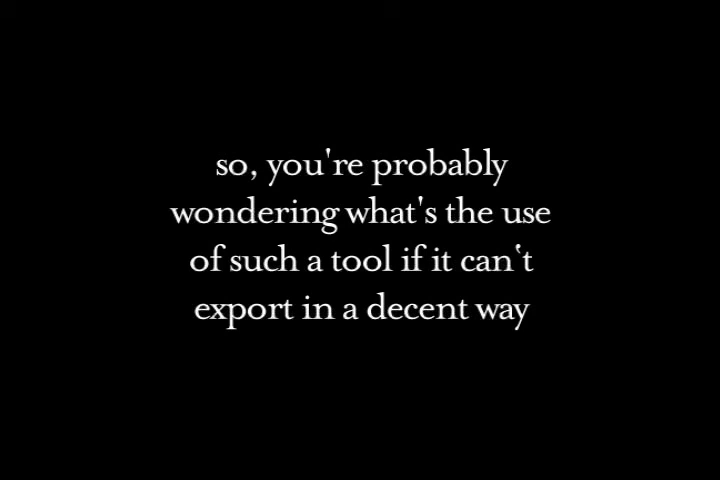 so, you're probably
wondering what's the use
of such a tool if it can‛t
export in a decent way